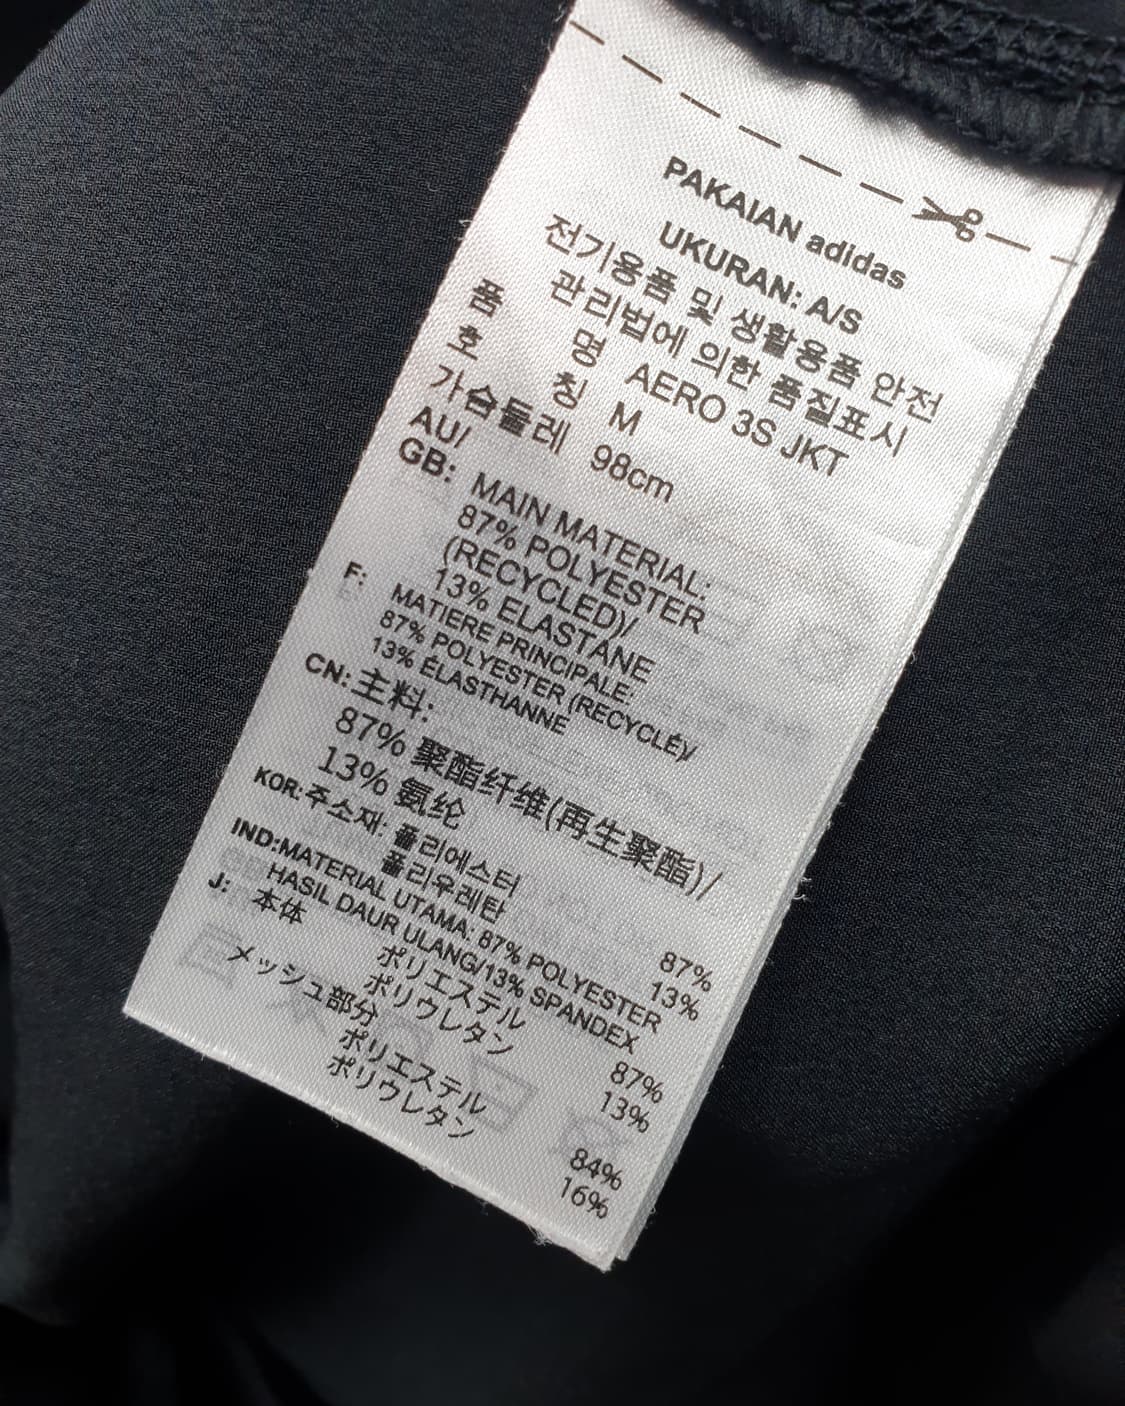 PAKAIAN adidas
UKURAN: A/S
전기용품 및 생활용품 안전
관리법에 의한 품질표시
품 명 AERO 3S JKT
호 칭 M
가슴둘레 98cm
AU/
GB: MAIN MATERIAL:
87% POLYESTER
(RECYCLED)/
13% ELASTANE
F: MATIERE PRINCIPALE:
87% POLYESTER (RECYCLÉ)/
13% ÉLASTHANNE
CN: 主料:
87% 聚酯纤维(再生聚酯)/
13% 氨纶
KOR: 주소재: 폴리에스터 87%
폴리우레탄 13%
IND:MATERIAL UTAMA: 87% POLYESTER
HASIL DAUR ULANG/13% SPANDEX
J: 本体
ポリエステル 87%
ポリウレタン 13%
メッシュ部分
ポリエステル 84%
ポリウレタン 16%